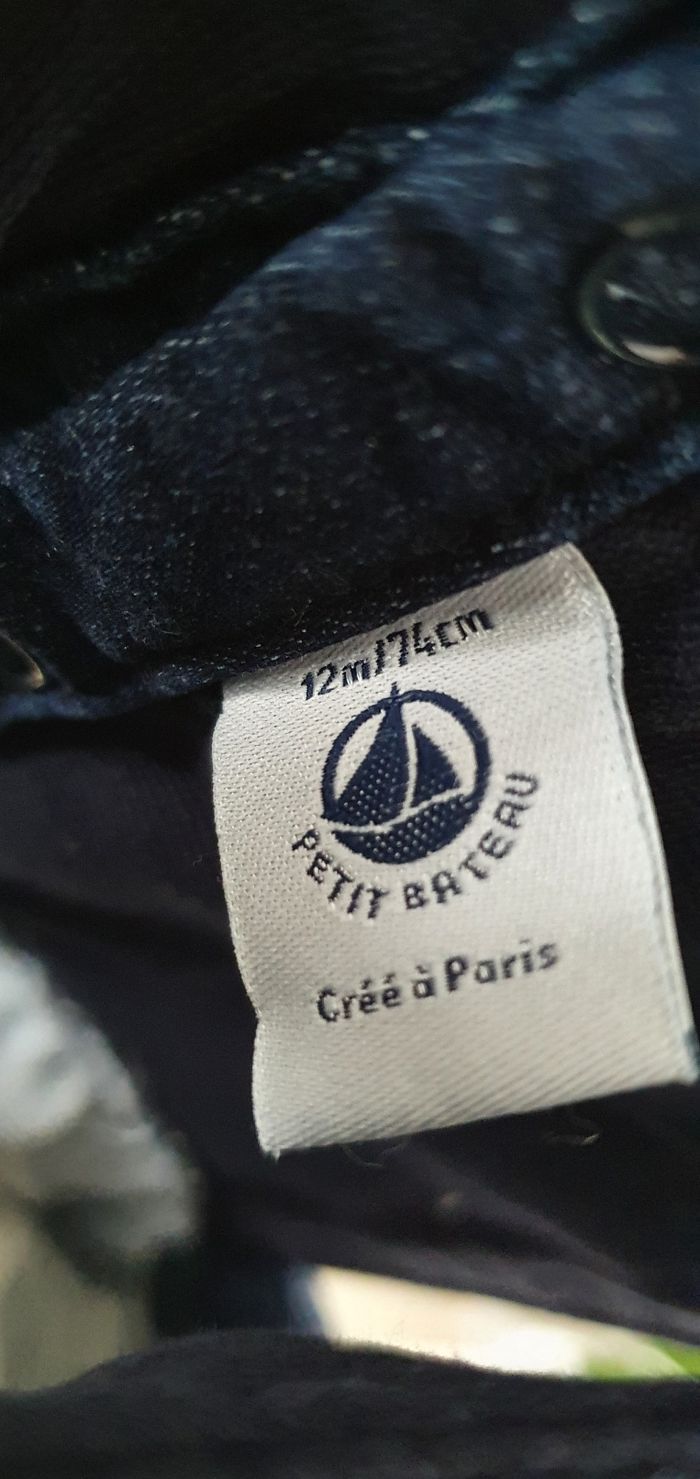 12m/74cm
PETIT BATEAU
Créé à Paris